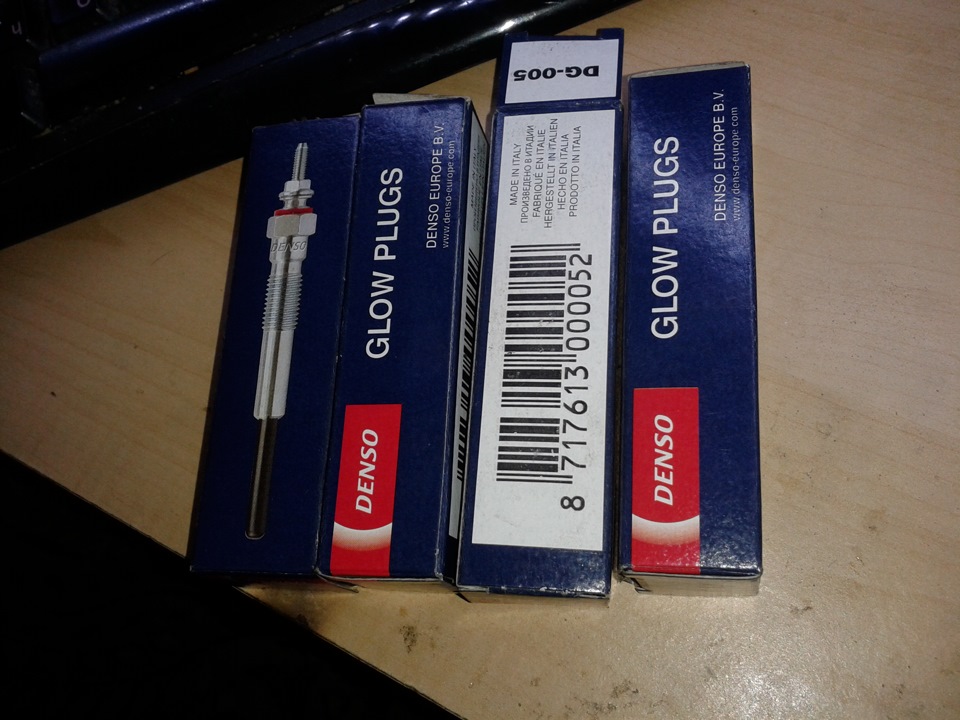 DENSO
DENSO
GLOW PLUGS
DENSO EUROPE B.V.
www.denso-europe.com
DG-005
MADE IN ITALY
ПРОИЗВЕДЕНО В ИТАДИИ
FABRIQUÉ EN ITALIE
HERGESTELLT IN ITALIEN
HECHO EN ITALIA
PRODOTTO IN ITALIA
8 717613 000052
DENSO
GLOW PLUGS
DENSO EUROPE B.V.
www.denso-europe.com